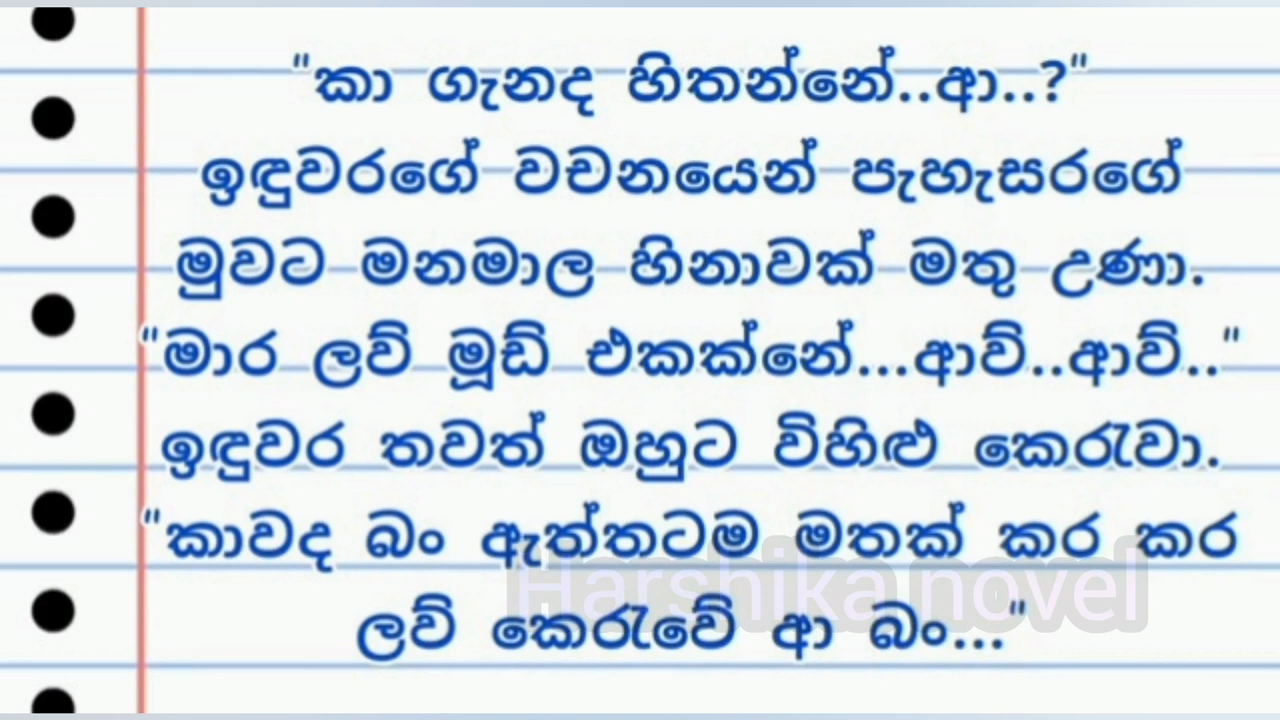 "කා ගැනද හිතන්නේ..ආ..?"
ඉඳුවරගේ වචනයෙන් පැහැසරගේ
මුවට මනමාල හිනාවක් මතු උණා.
"මාර ලව් මූඩ් එකක්නේ...ආව්..ආව්.."
ඉඳුවර තවත් ඔහුට විහිළු කෙරැවා.
"කාවද බං ඇත්තටම මතක් කර කර
Harshika novel
ලව් කෙරැවේ ආ බං..."